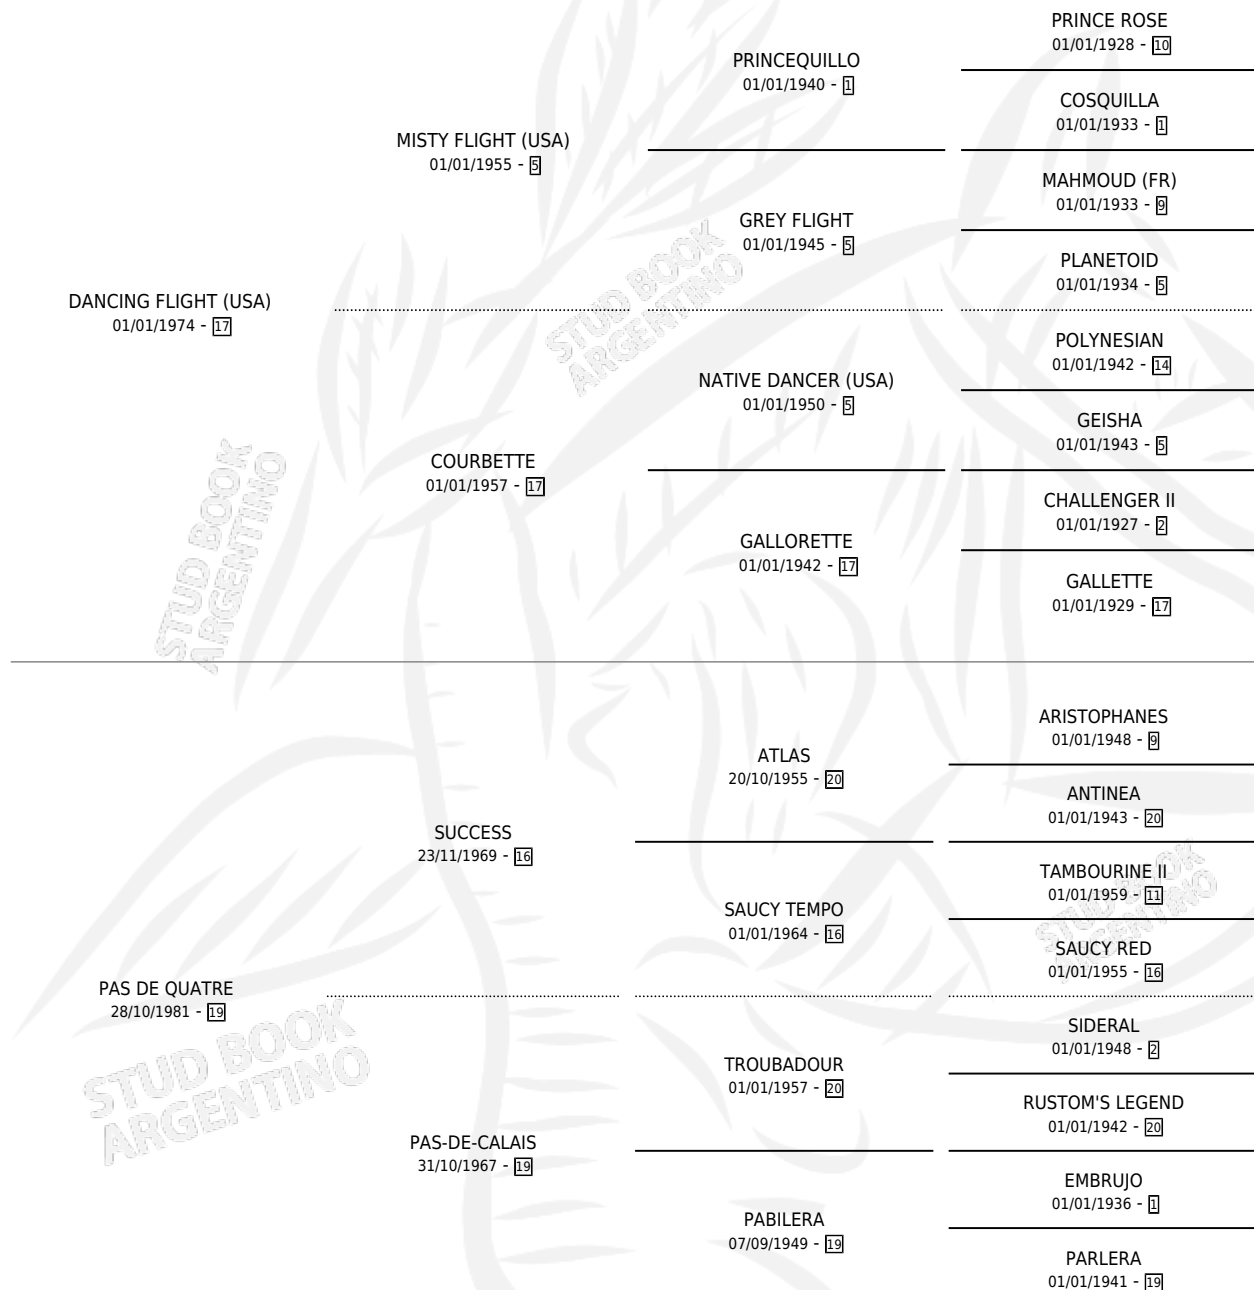 PRINCE ROSE
01/01/1928 - 10
PRINCEQUILLO
01/01/1940 - 1
COSQUILLA
01/01/1933 - 1
MISTY FLIGHT (USA)
01/01/1955 - 5
MAHMOUD (FR)
01/01/1933 - 9
GREY FLIGHT
01/01/1945 - 5
PLANETOID
01/01/1934 - 5
DANCING FLIGHT (USA)
01/01/1974 - 17
POLYNESIAN
01/01/1942 - 14
NATIVE DANCER (USA)
01/01/1950 - 5
GEISHA
01/01/1943 - 5
COURBETTE
01/01/1957 - 17
CHALLENGER II
01/01/1927 - 2
GALLORETTE
01/01/1942 - 17
GALLETTE
01/01/1929 - 17
ARISTOPHANES
01/01/1948 - 9
ATLAS
20/10/1955 - 20
ANTINEA
01/01/1943 - 20
SUCCESS
23/11/1969 - 16
TAMBOURINE II
01/01/1959 - 11
SAUCY TEMPO
01/01/1964 - 16
SAUCY RED
01/01/1955 - 16
PAS DE QUATRE
28/10/1981 - 19
SIDERAL
01/01/1948 - 2
TROUBADOUR
01/01/1957 - 20
RUSTOM'S LEGEND
01/01/1942 - 20
PAS-DE-CALAIS
31/10/1967 - 19
EMBRUJO
01/01/1936 - 1
PABILERA
07/09/1949 - 19
PARLERA
01/01/1941 - 19
STUD BOOK
ARGENTINO
STUD BOOK
ARGENTINO
STUD BOOK
ARGENTINO
STUD BOOK
ARGENTINO